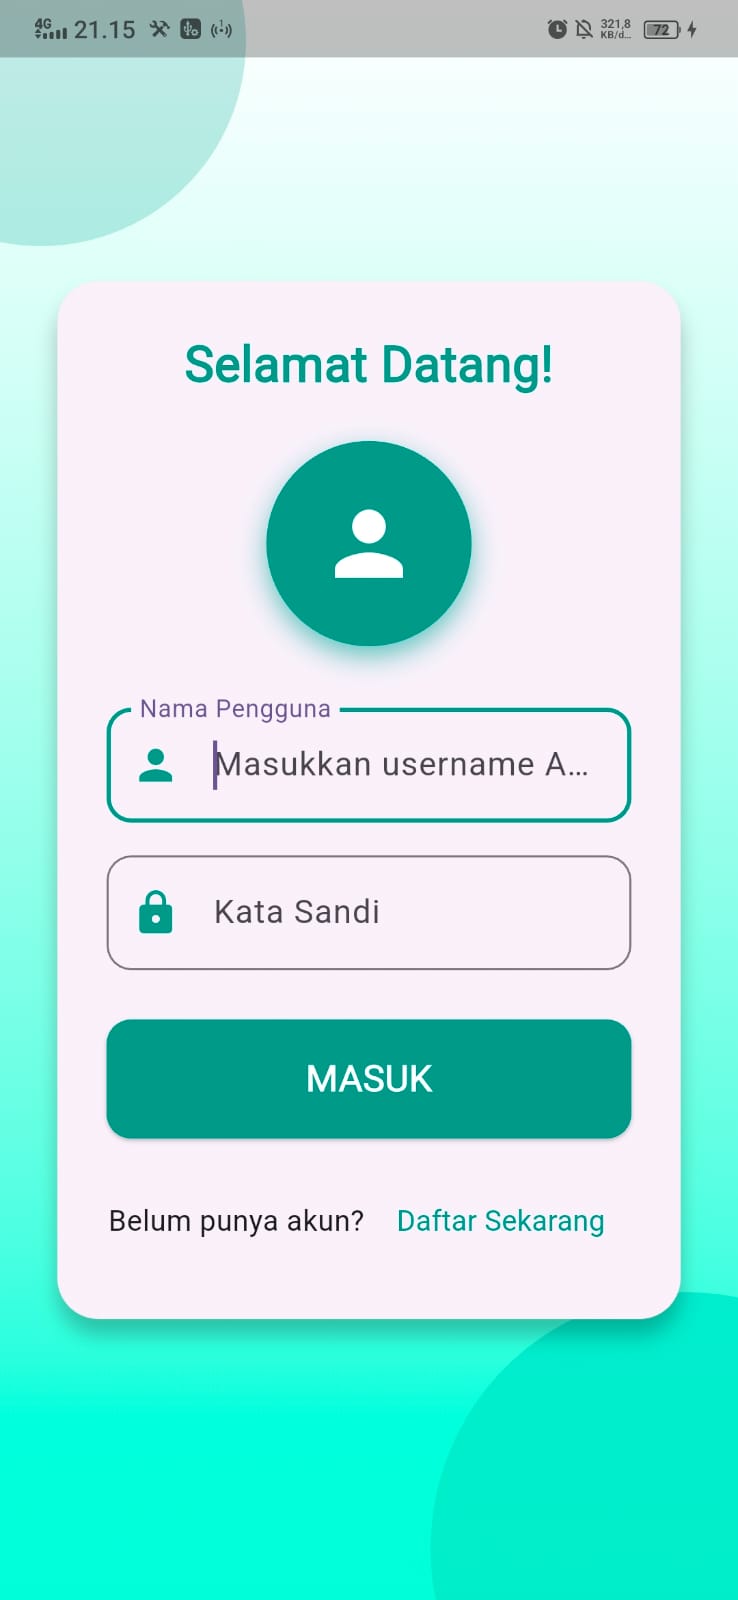 4G 21.15 1 321,8 KB/d... 72
Selamat Datang!
Nama Pengguna
Masukkan username A...
Kata Sandi
MASUK
Belum punya akun? Daftar Sekarang